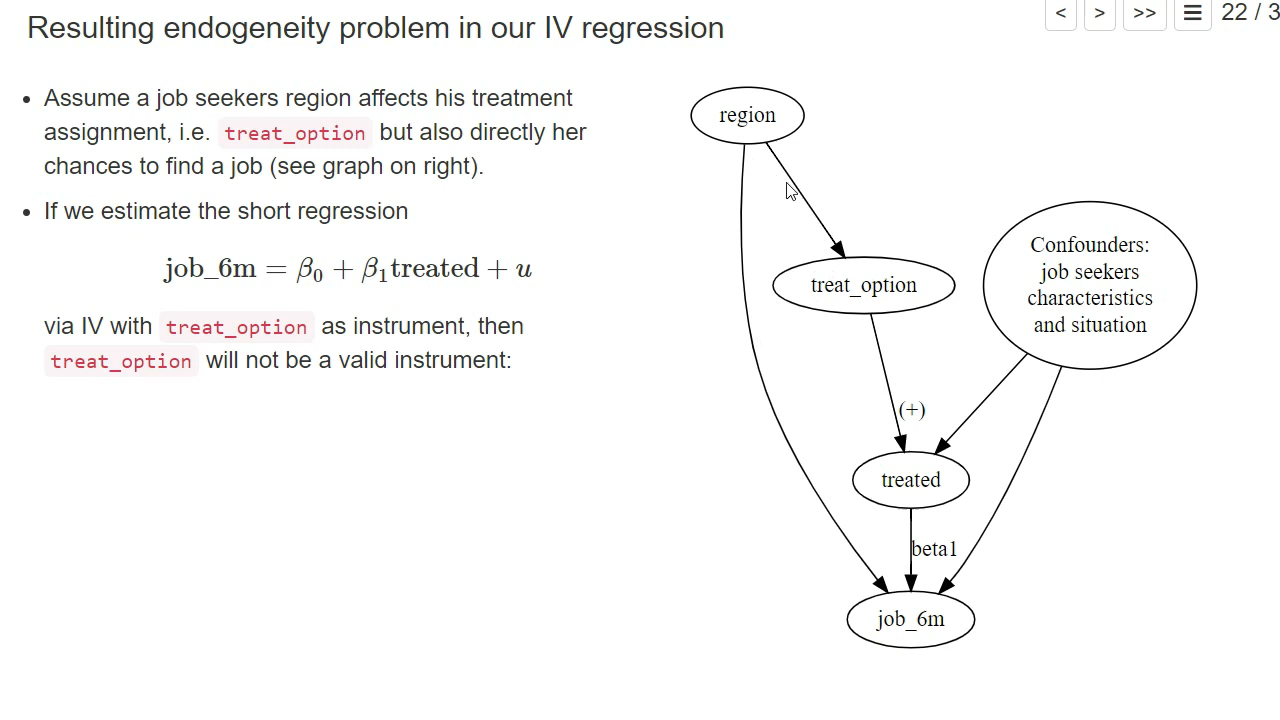 Resulting endogeneity problem in our IV regression
< > >> ☰ 22 / 3
• Assume a job seekers region affects his treatment
assignment, i.e. treat_option but also directly her
chances to find a job (see graph on right).
• If we estimate the short regression
job_6m = β₀ + β₁treated + u
via IV with treat_option as instrument, then
treat_option will not be a valid instrument:
region
treat_option
Confounders:
job seekers
characteristics
and situation
(+)
treated
beta1
job_6m